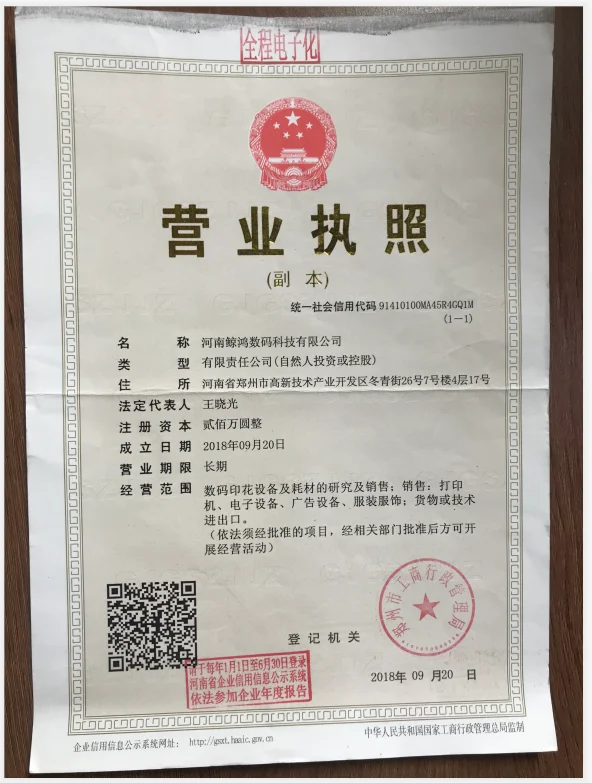 全程电子化
营业执照
(副 本)
统一社会信用代码 91410100MA45R4GQ1M
(1-1)
名 称 河南鲸鸿数码科技有限公司
类 型 有限责任公司(自然人投资或控股)
住 所 河南省郑州市高新技术产业开发区冬青街26号7号楼4层17号
法定代表人 王晓光
注册资本 贰佰万圆整
成立日期 2018年09月20日
营业期限 长期
经营范围 数码印花设备及耗材的研究及销售；销售：打印
机、电子设备、广告设备、服装服饰；货物或技术
进出口。
（依法须经批准的项目，经相关部门批准后方可开
展经营活动）
郑州市工商行政管理局
登记机关
请于每年1月1日至6月30日登录
河南省企业信用信息公示系统
依法参加企业年度报告
2018年 09 月20 日
企业信用信息公示系统网址： http://gsxt.haaic.gov.cn
中华人民共和国国家工商行政管理总局监制